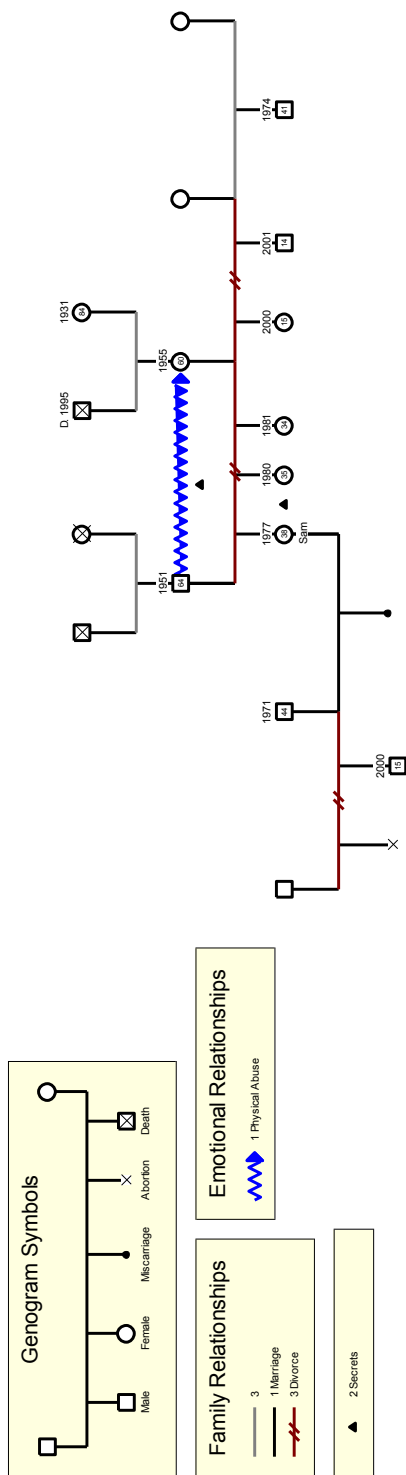 Genogram Symbols
Male
Female
Miscarriage
Abortion
Death
Family Relationships
3
1 Marriage
3 Divorce
Emotional Relationships
1 Physical Abuse
2 Secrets
D. 1995
1931
84
1951
64
1955
60
1977
38
Sam
1980
35
1981
34
2000
15
2001
14
1974
41
1971
44
2000
15